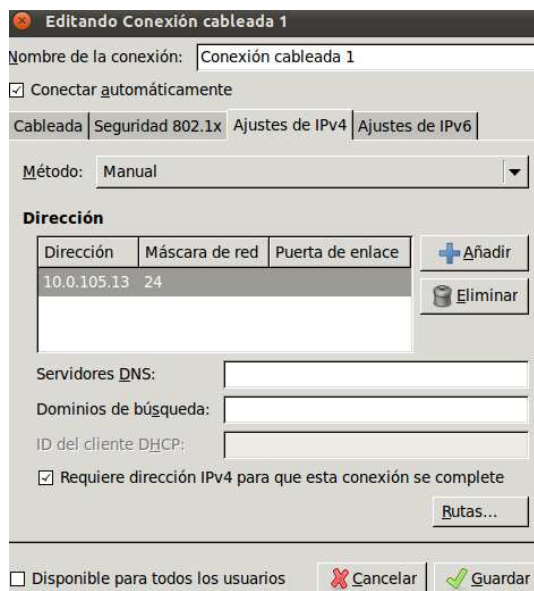 Editando Conexión cableada 1
Nombre de la conexión: Conexión cableada 1
Conectar automáticamente
Cableada Seguridad 802.1x Ajustes de IPv4 Ajustes de IPv6
Método: Manual
Dirección
Dirección Máscara de red Puerta de enlace Añadir
10.0.105.13 24
Eliminar
Servidores DNS:
Dominios de búsqueda:
ID del cliente DHCP:
Requiere dirección IPv4 para que esta conexión se complete
Rutas...
Disponible para todos los usuarios Cancelar Guardar